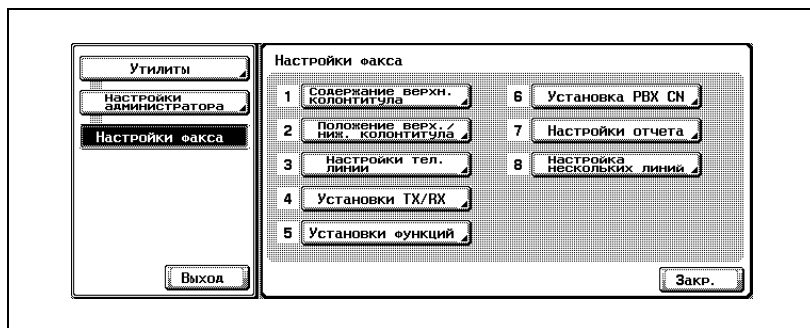 Утилиты
Настройки
администратора
Настройки факса
Выход
Настройки факса
1 Содержание верхн.
колонтитула
2 Положение верх./
ниж. колонтитула
3 Настройки тел.
линии
4 Установки TX/RX
5 Установки функций
6 Установка PBX CN
7 Настройки отчета
8 Настройка
нескольких линий
Закр.